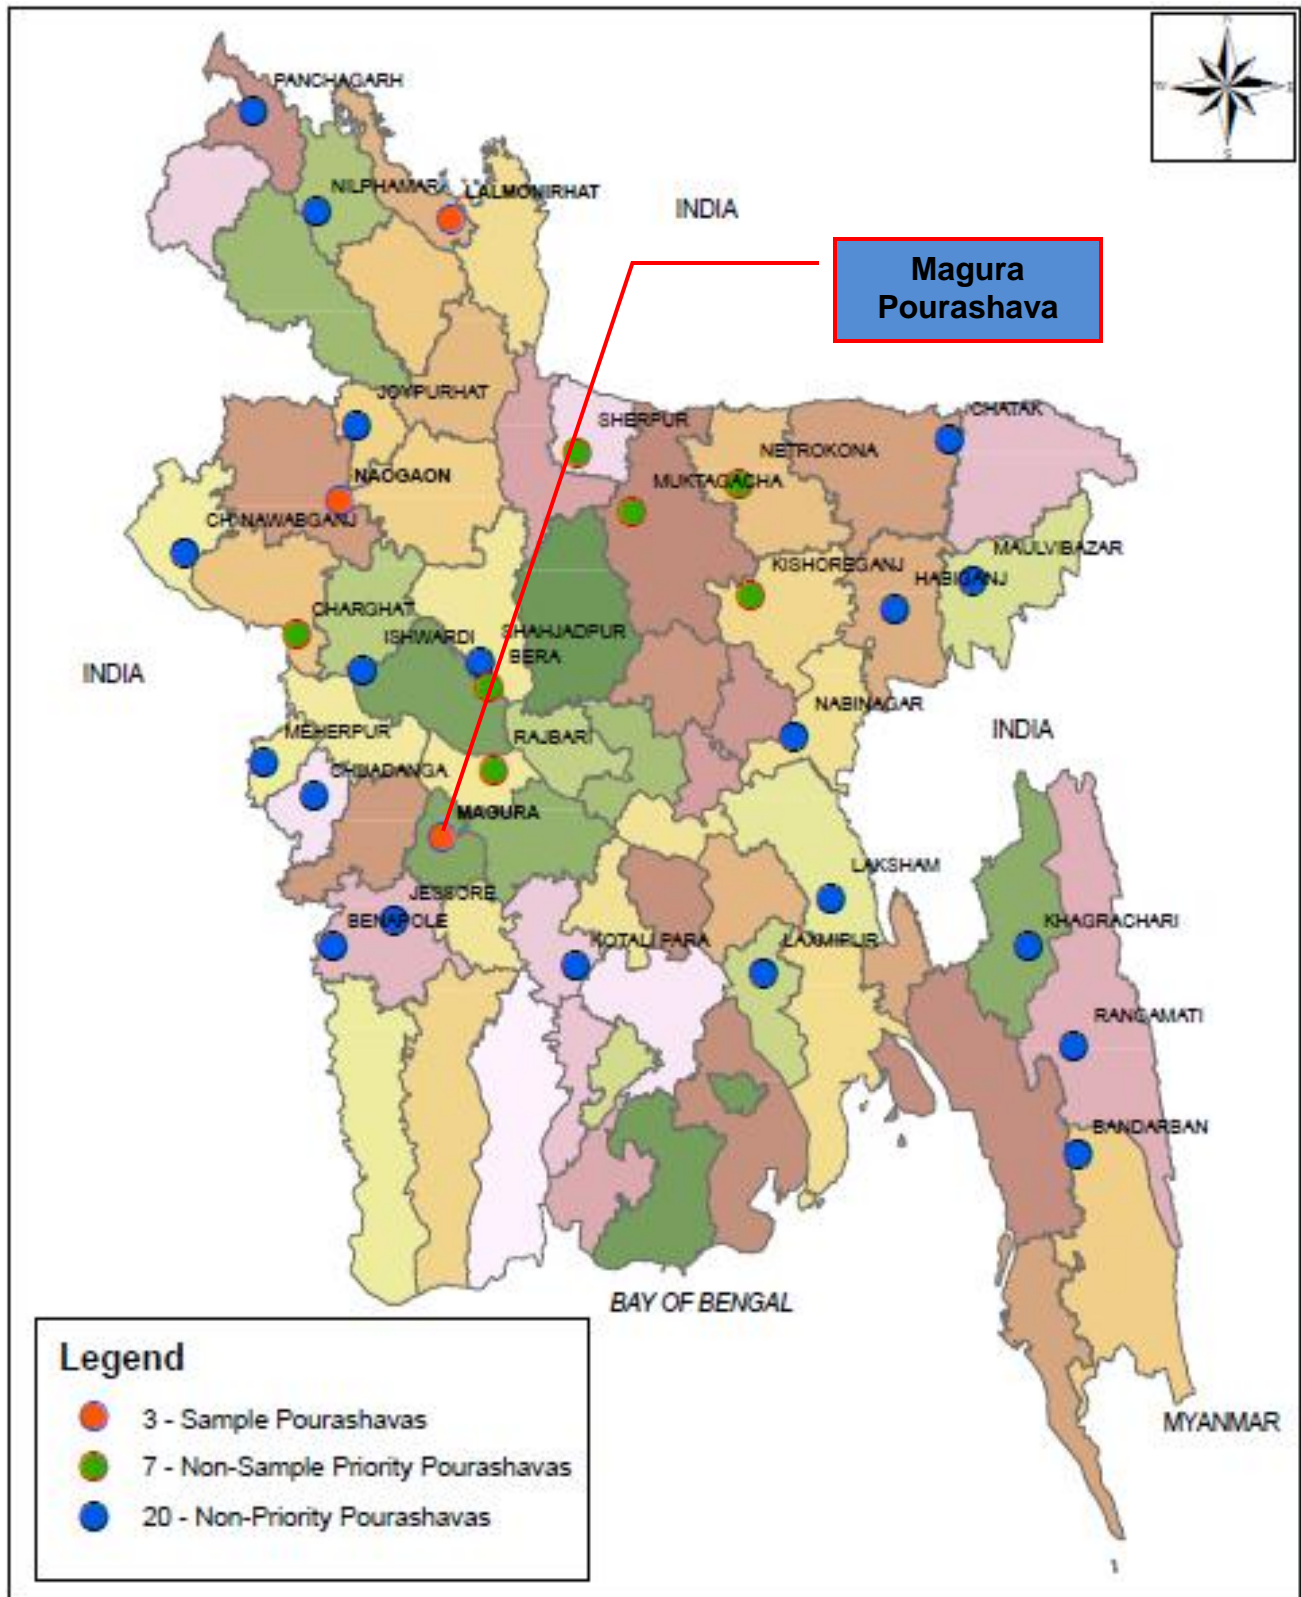 N
W
E
S
PANCHAGARH
NILPHAMARI
LALMONIRHAT
INDIA
Magura
Pourashava
JOYPURHAT
SHERPUR
CHATAK
NAOGAON
NETROKONA
MUKTAGACHA
CH.NAWABGANJ
MAULVIBAZAR
KISHOREGANJ
HABIGANJ
CHARGHAT
SHAHJADPUR
ISHWARDI
BERA
INDIA
NABINAGAR
INDIA
MEHERPUR
RAJBARI
CHUADANGA
MAGURA
LAKSHAM
JESSORE
BENAPOLE
KHAGRACHARI
KOTALI PARA
LAXMIPUR
RANGAMATI
BANDARBAN
BAY OF BENGAL
MYANMAR
Legend
3 - Sample Pourashavas
7 - Non-Sample Priority Pourashavas
20 - Non-Priority Pourashavas